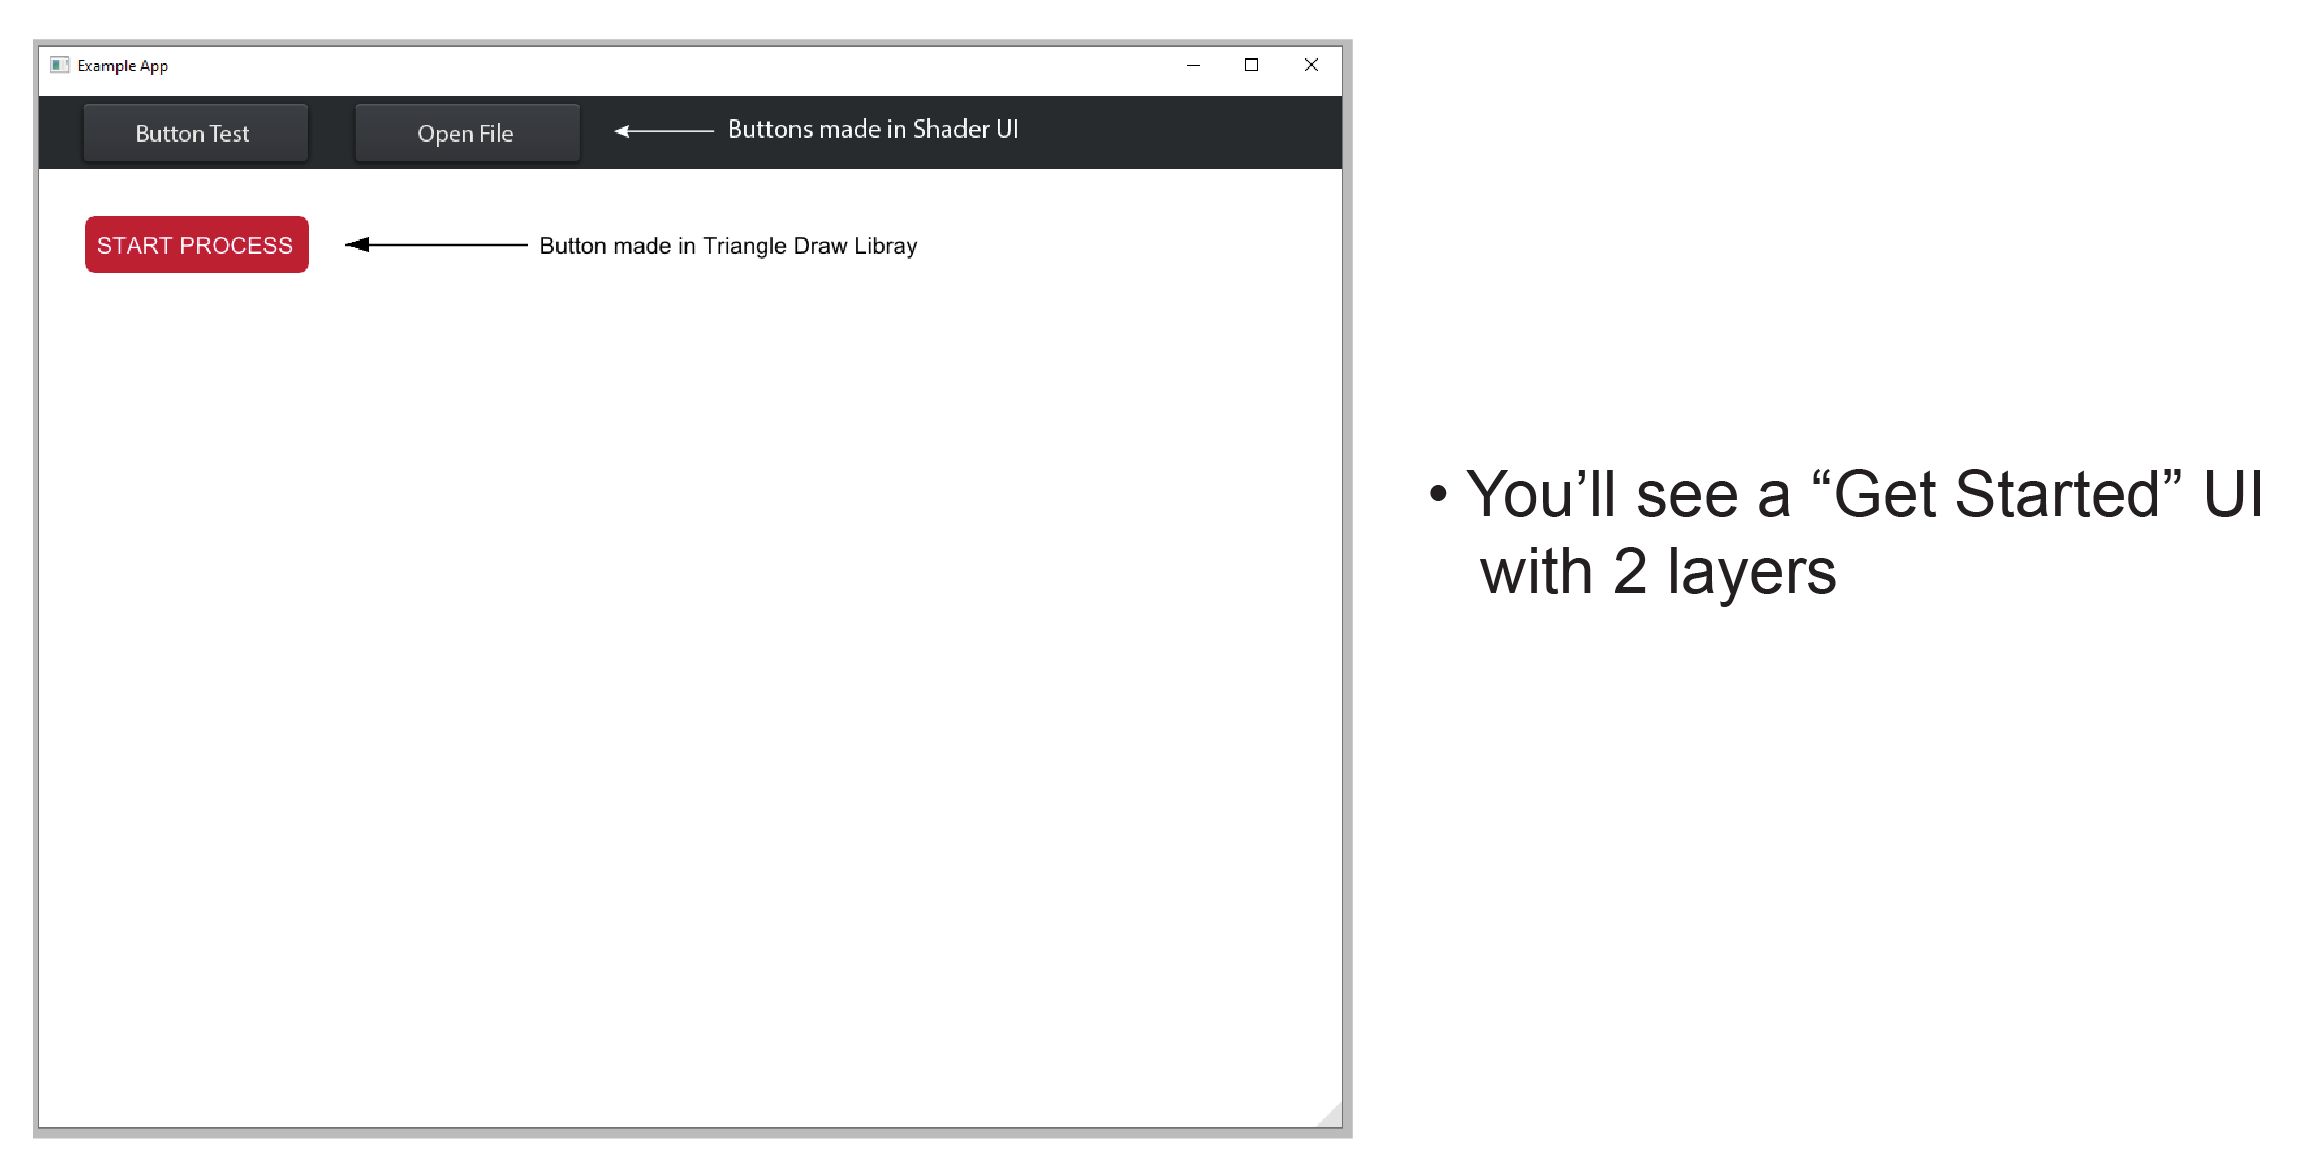 Example App
Button Test Open File Buttons made in Shader UI
START PROCESS Button made in Triangle Draw Libray
• You’ll see a “Get Started” UI
with 2 layers